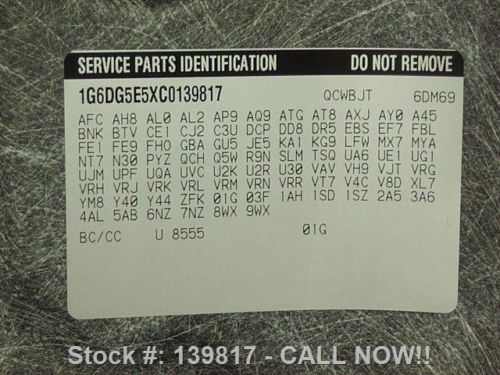 SERVICE PARTS IDENTIFICATION DO NOT REMOVE
1G6DG5E5XC0139817 QCWBJT 6DM69
AFC AH8 AL0 AL2 AP9 AQ9 ATG AT8 AXJ AY0 A45
BNK BTV CE1 CJ2 C3U DCP DD8 DR5 EBS EF7 FBL
FE1 FE9 FHO GBA GU5 JE5 KA1 KG9 LFW MX7 MYA
NT7 N30 PYZ QCH Q5W R9N SLM TSQ UA6 UE1 UG1
UJM UPF UQA UVC U2K U2R U30 VAV VH9 VJT VRG
VRH VRJ VRK VRL VRM VRN VRR VT7 V4C V8D XL7
YM8 Y40 Y44 ZFK 01G 03F 1AH 1SD 1SZ 2A5 3A6
4AL 5AB 6NZ 7NZ 8WX 9WX
BC/CC U 8555 01G
Stock #: 139817 - CALL NOW!!